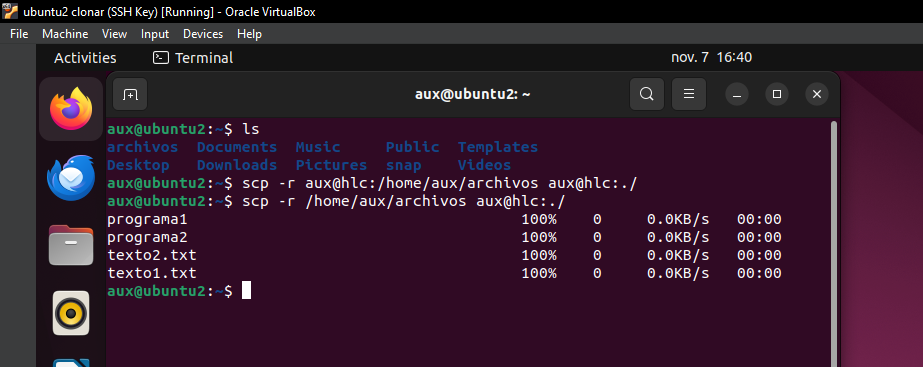 ubuntu2 clonar (SSH Key) [Running] - Oracle VirtualBox
File Machine View Input Devices Help
Activities Terminal nov. 7 16:40
aux@ubuntu2: ~
aux@ubuntu2:~$ ls
archivos Documents Music Public Templates
Desktop Downloads Pictures snap Videos
aux@ubuntu2:~$ scp -r aux@hlc:/home/aux/archivos aux@hlc:./
aux@ubuntu2:~$ scp -r /home/aux/archivos aux@hlc:./
programa1 100% 0 0.0KB/s 00:00
programa2 100% 0 0.0KB/s 00:00
texto2.txt 100% 0 0.0KB/s 00:00
texto1.txt 100% 0 0.0KB/s 00:00
aux@ubuntu2:~$